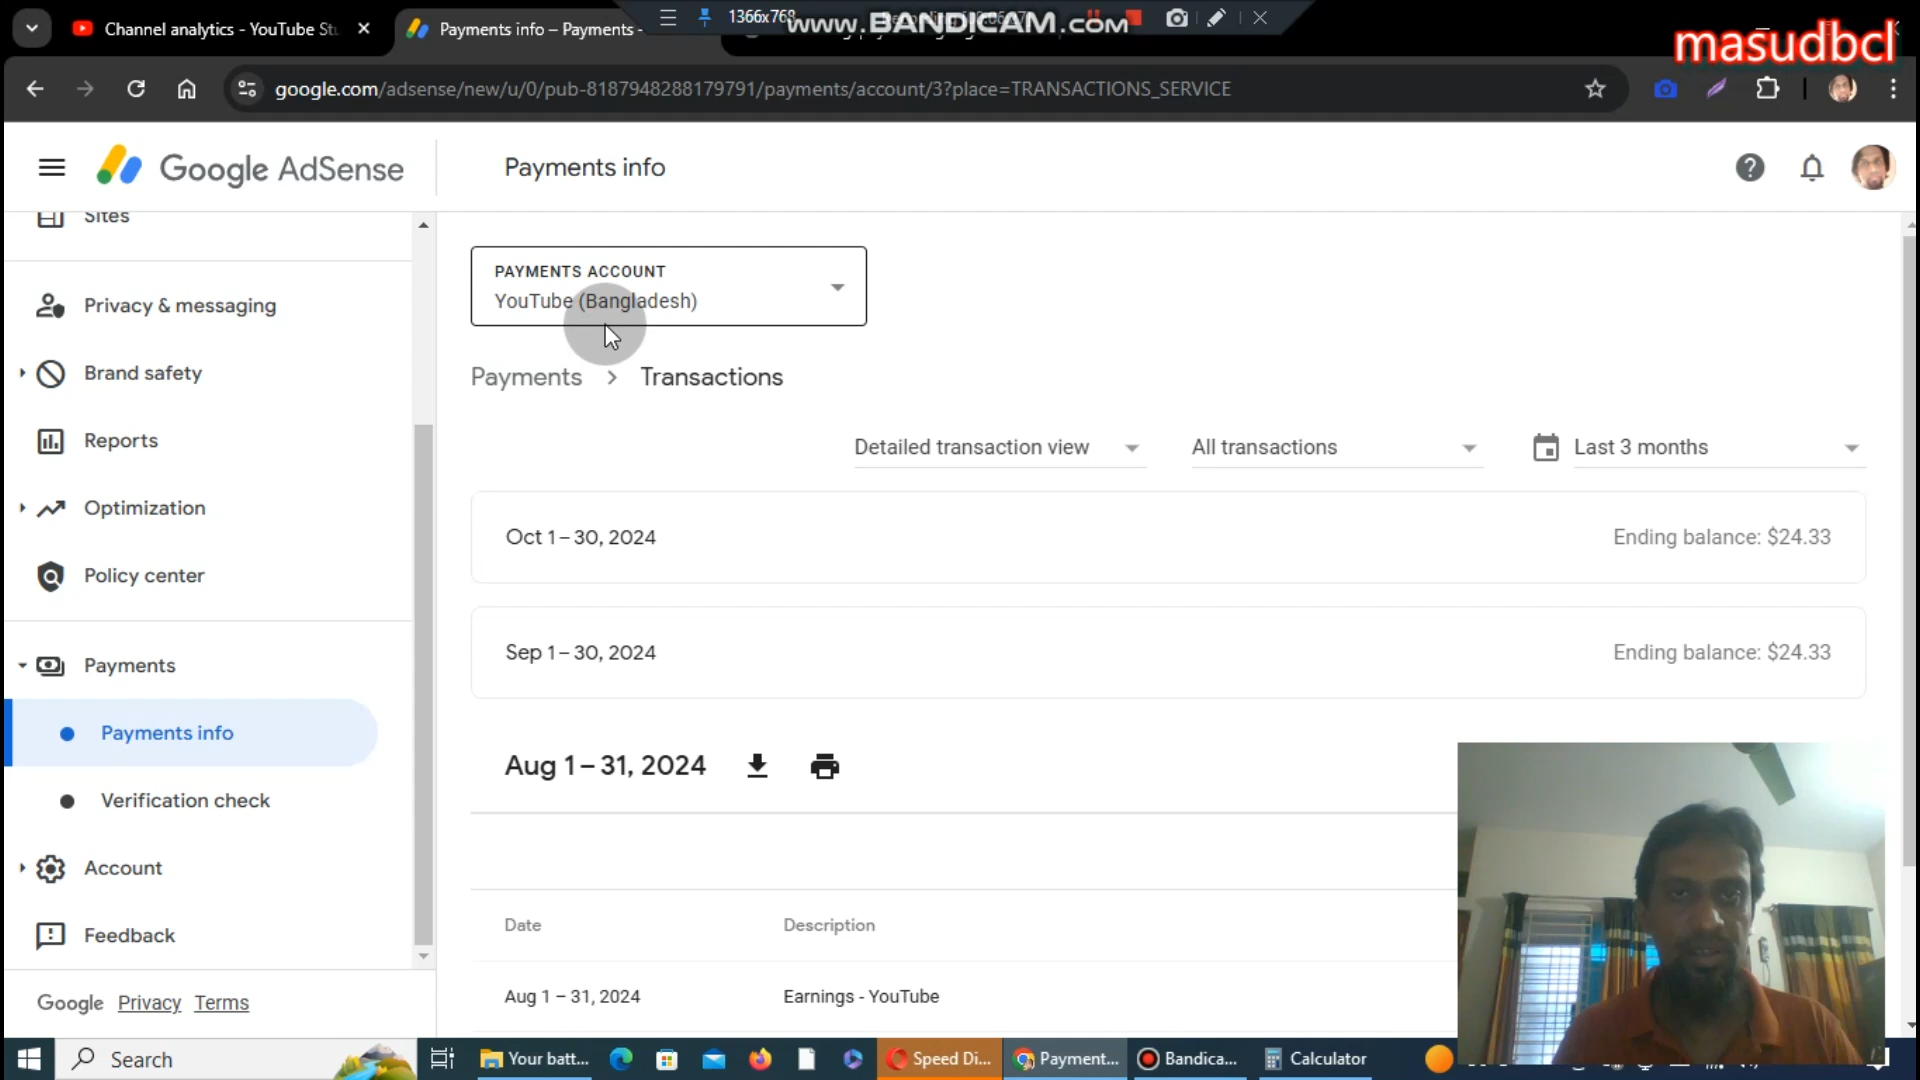 Channel analytics - YouTube Stu
Payments info – Payments -
1366x768
www.BANDICAM.com
masudbcl
google.com/adsense/new/u/0/pub-8187948288179791/payments/account/3?place=TRANSACTIONS_SERVICE
Google AdSense
Payments info
Sites
Privacy & messaging
Brand safety
Reports
Optimization
Policy center
Payments
Payments info
Verification check
Account
Feedback
Google Privacy Terms
PAYMENTS ACCOUNT
YouTube (Bangladesh)
Payments > Transactions
Detailed transaction view
All transactions
Last 3 months
Oct 1 – 30, 2024
Ending balance: $24.33
Sep 1 – 30, 2024
Ending balance: $24.33
Aug 1 – 31, 2024
Date
Description
Aug 1 – 31, 2024
Earnings - YouTube
Search
Your batt...
Speed Di...
Payment...
Bandica...
Calculator